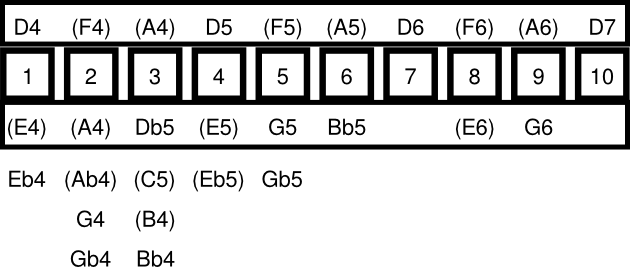 D4 (F4) (A4) D5 (F5) (A5) D6 (F6) (A6) D7
1 2 3 4 5 6 7 8 9 10
(E4) (A4) Db5 (E5) G5 Bb5 (E6) G6
Eb4 (Ab4) (C5) (Eb5) Gb5
G4 (B4)
Gb4 Bb4